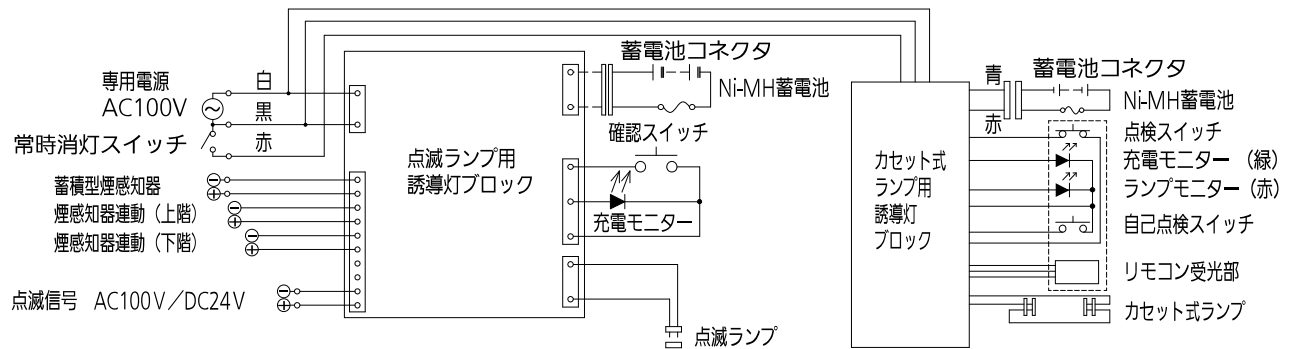 専用電源
AC100V
常時消灯スイッチ
白
黒
赤
蓄積型煙感知器
煙感知器連動（上階）
煙感知器連動（下階）
点滅信号 AC100V／DC24V
点滅ランプ用
誘導灯ブロック
蓄電池コネクタ
Ni-MH蓄電池
確認スイッチ
充電モニター
点滅ランプ
カセット式
ランプ用
誘導灯
ブロック
青
赤
蓄電池コネクタ
Ni-MH蓄電池
点検スイッチ
充電モニター（緑）
ランプモニター（赤）
自己点検スイッチ
リモコン受光部
カセット式ランプ